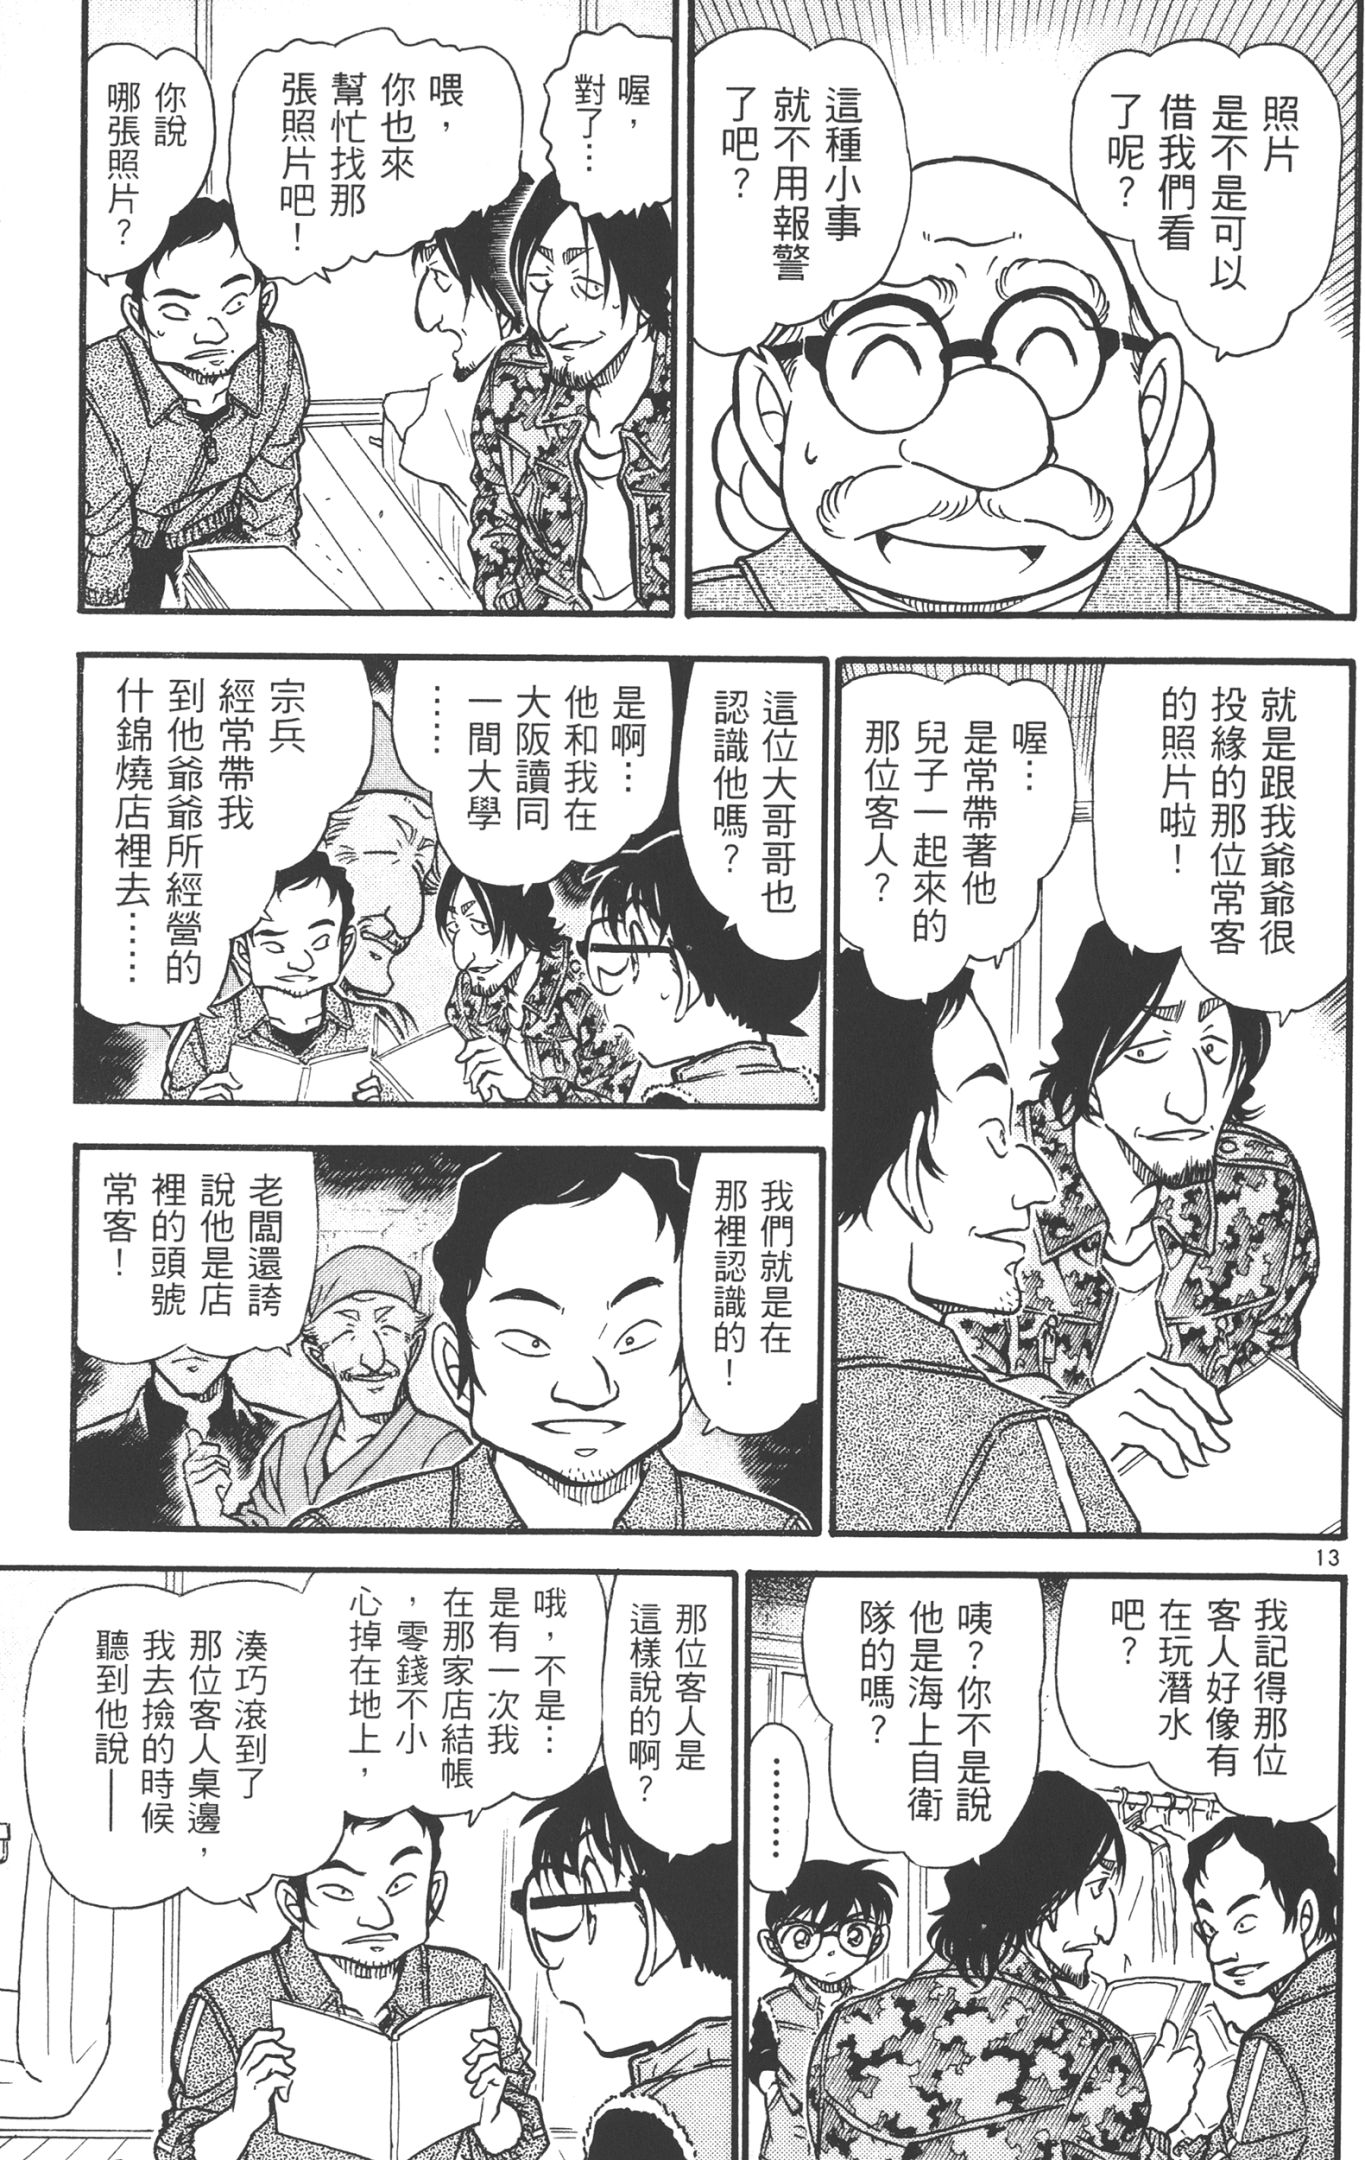 照片
是不是可以
借我們看
了呢？
這種小事
就不用報警
了吧？
喔，
對了…
喂，
你也來
幫忙找那
張照片吧！
你說
哪張照片？
就是跟我爺爺很
投緣的那位常客
的照片啦！
喔…
是常帶著他
兒子一起來的
那位客人？
這位大哥哥也
認識他嗎？
是啊…
他和我在
大阪讀同
一間大學
……
宗兵
經常帶我
到他爺爺所經營的
什錦燒店裡去……
我們就是在
那裡認識的！
老闆還誇
說他是店
裡的頭號
常客！
13
我記得那位
客人好像有
在玩潛水
吧？
咦？你不是說
他是海上自衛
隊的嗎？
………
那位客人是
這樣說的啊？
哦，不是…
是有一次我
在那家店結帳
，零錢不小
心掉在地上，
湊巧滾到了
那位客人桌邊，
我去撿的時候
聽到他說——